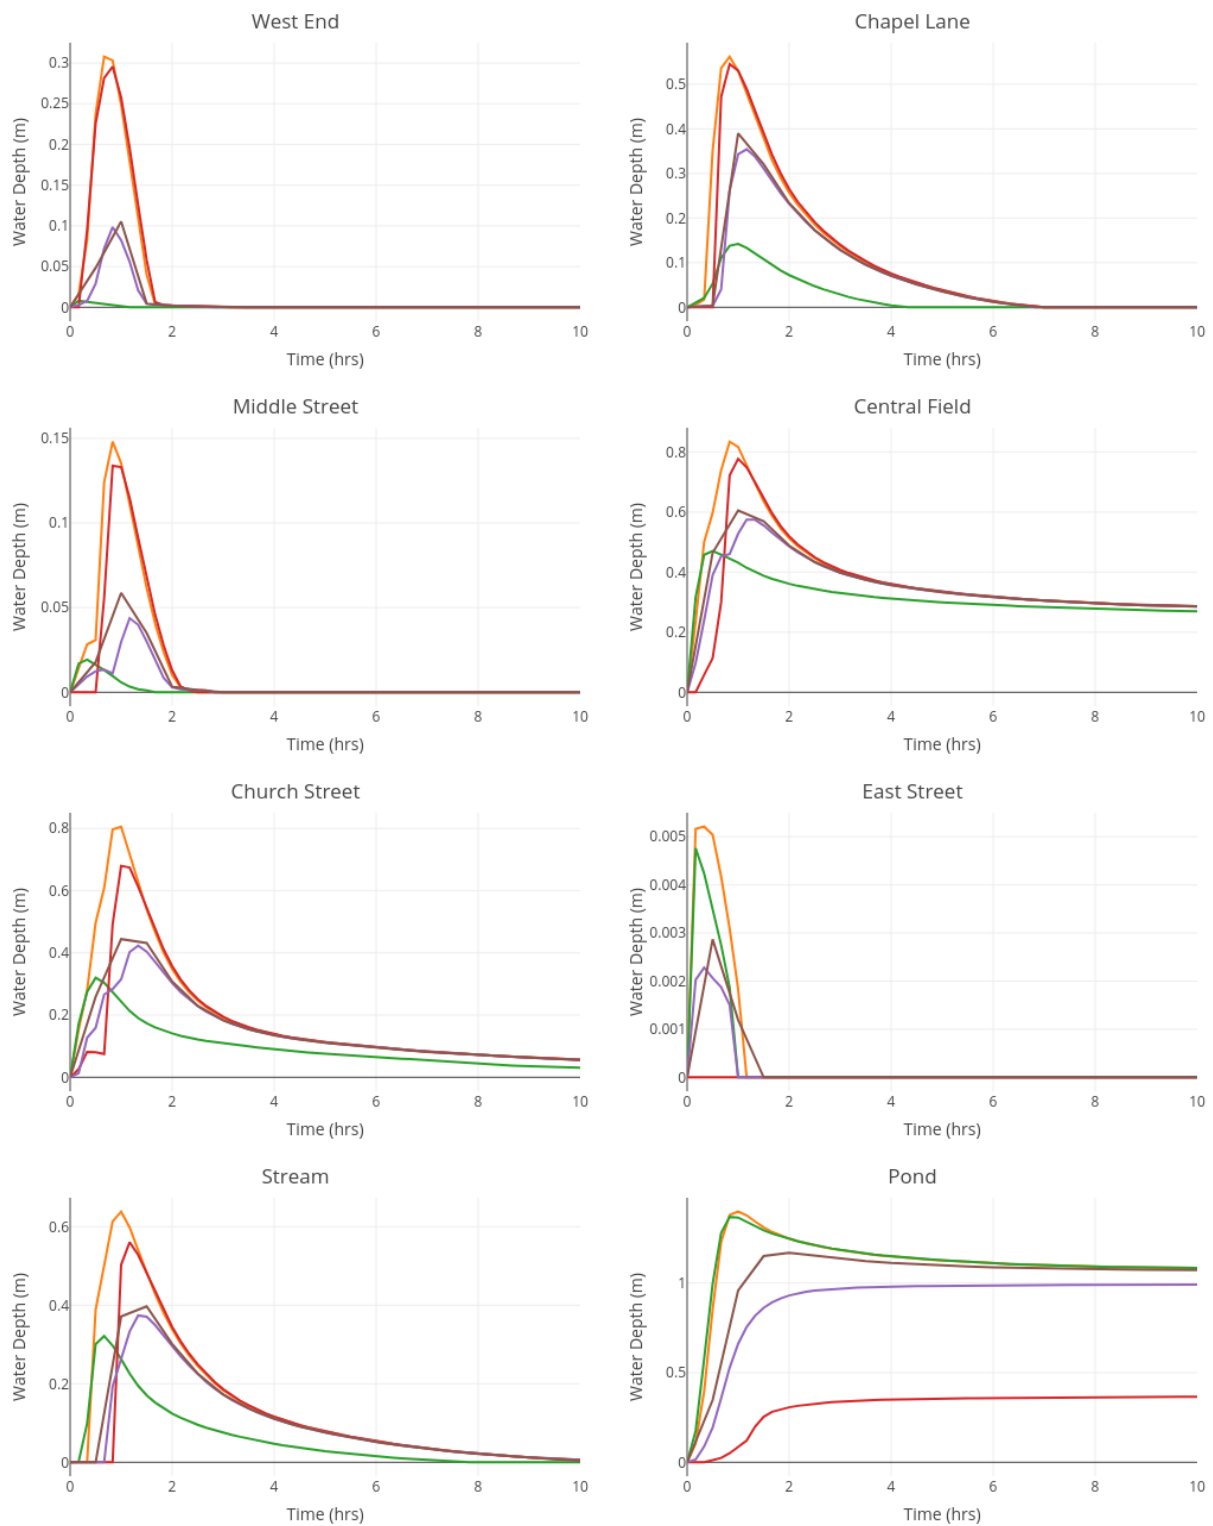 West End
Chapel Lane
Water Depth (m)
0.3
0.25
0.2
0.15
0.1
0.05
0
0 2 4 6 8 10
Time (hrs)
Water Depth (m)
0.5
0.4
0.3
0.2
0.1
0
0 2 4 6 8 10
Time (hrs)
Middle Street
Central Field
Water Depth (m)
0.15
0.1
0.05
0
0 2 4 6 8 10
Time (hrs)
Water Depth (m)
0.8
0.6
0.4
0.2
0
0 2 4 6 8 10
Time (hrs)
Church Street
East Street
Water Depth (m)
0.8
0.6
0.4
0.2
0
0 2 4 6 8 10
Time (hrs)
Water Depth (m)
0.005
0.004
0.003
0.002
0.001
0
0 2 4 6 8 10
Time (hrs)
Stream
Pond
Water Depth (m)
0.6
0.4
0.2
0
0 2 4 6 8 10
Time (hrs)
Water Depth (m)
1
0.5
0
0 2 4 6 8 10
Time (hrs)